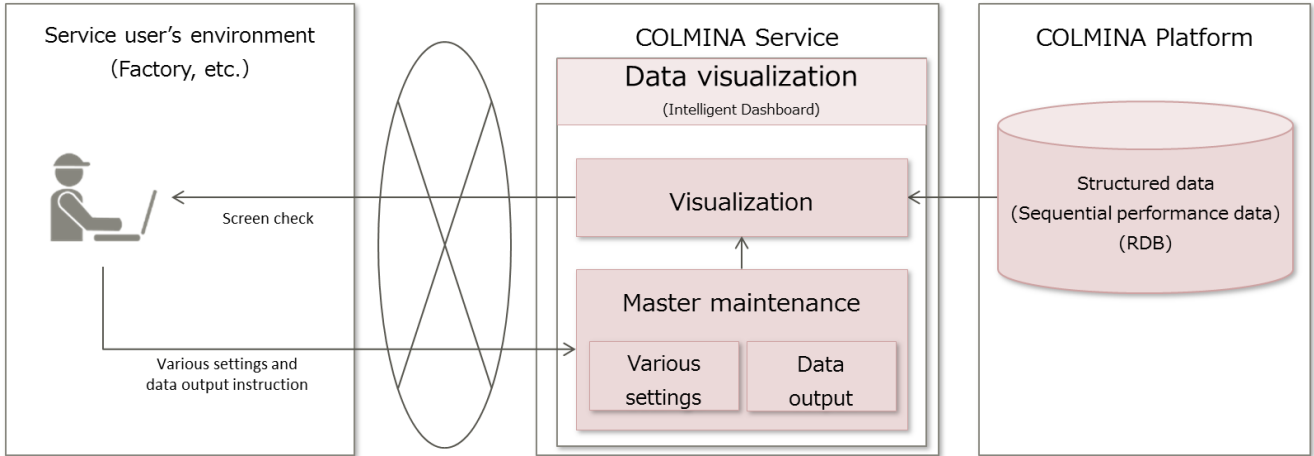 Service user's environment
(Factory, etc.)
Screen check
Various settings and
data output instruction
COLMINA Service
Data visualization
(Intelligent Dashboard)
Visualization
Master maintenance
Various
settings
Data
output
COLMINA Platform
Structured data
(Sequential performance data)
(RDB)